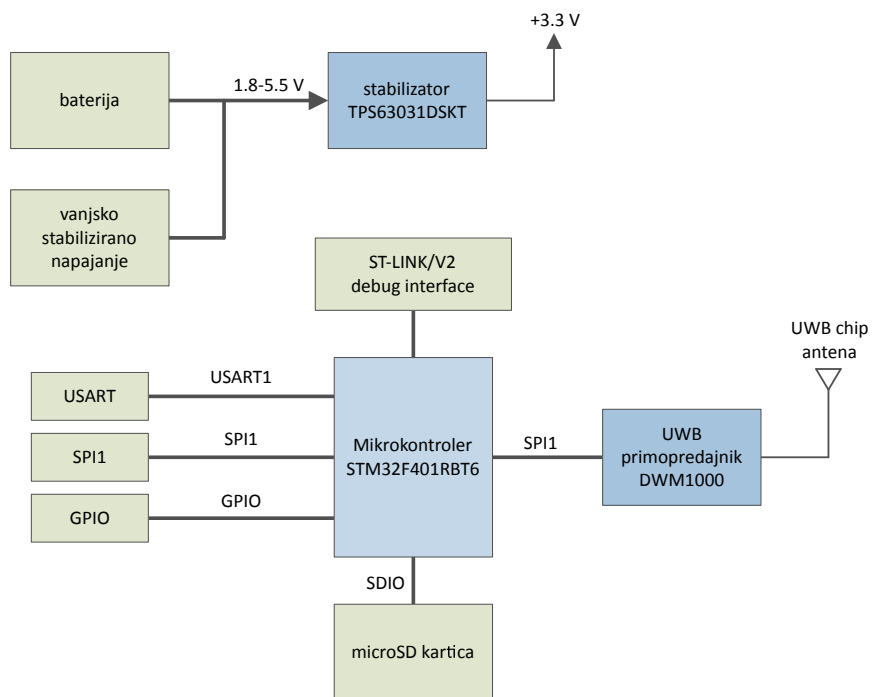 +3.3 V
baterija
1.8-5.5 V
stabilizator
TPS63031DSKT
vanjsko
stabilizirano
napajanje
ST-LINK/V2
debug interface
UWB chip
antena
USART
USART1
SPI1
SPI1
GPIO
GPIO
Mikrokontroler
STM32F401RBT6
SPI1
UWB
primopredajnik
DWM1000
SDIO
microSD kartica